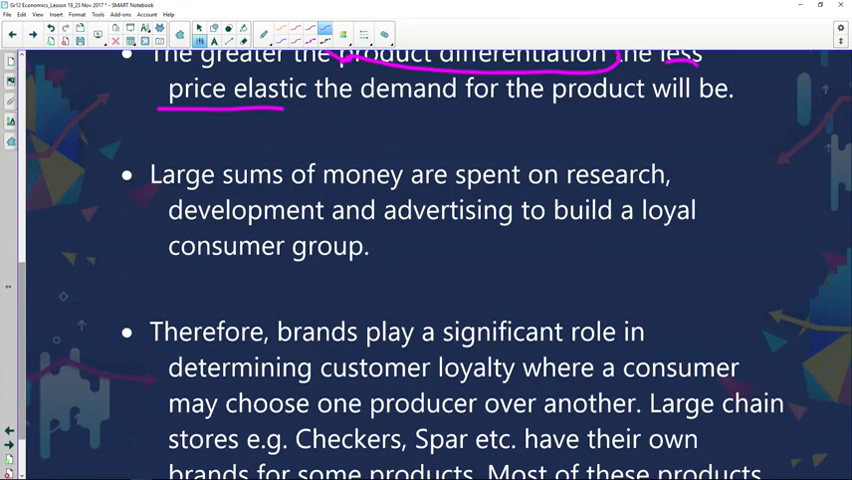 Gr12 Economics_Lesson 19_23 Nov 2017 * - SMART Notebook
File Edit View Insert Format Tools Add-ons Account Help
• The greater the product differentiation the less
price elastic the demand for the product will be.
• Large sums of money are spent on research,
development and advertising to build a loyal
consumer group.
• Therefore, brands play a significant role in
determining customer loyalty where a consumer
may choose one producer over another. Large chain
stores e.g. Checkers, Spar etc. have their own
brands for some products. Most of these products